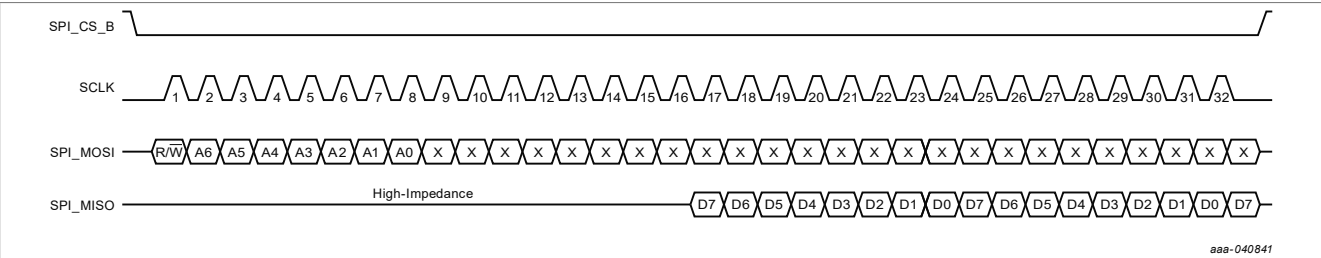 SPI_CS_B
SCLK 1 2 3 4 5 6 7 8 9 10 11 12 13 14 15 16 17 18 19 20 21 22 23 24 25 26 27 28 29 30 31 32
SPI_MOSI R/W̅ A6 A5 A4 A3 A2 A1 A0 X X X X X X X X X X X X X X X X X X X X X X X X X
SPI_MISO High-Impedance D7 D6 D5 D4 D3 D2 D1 D0 D7 D6 D5 D4 D3 D2 D1 D0 D7
aaa-040841